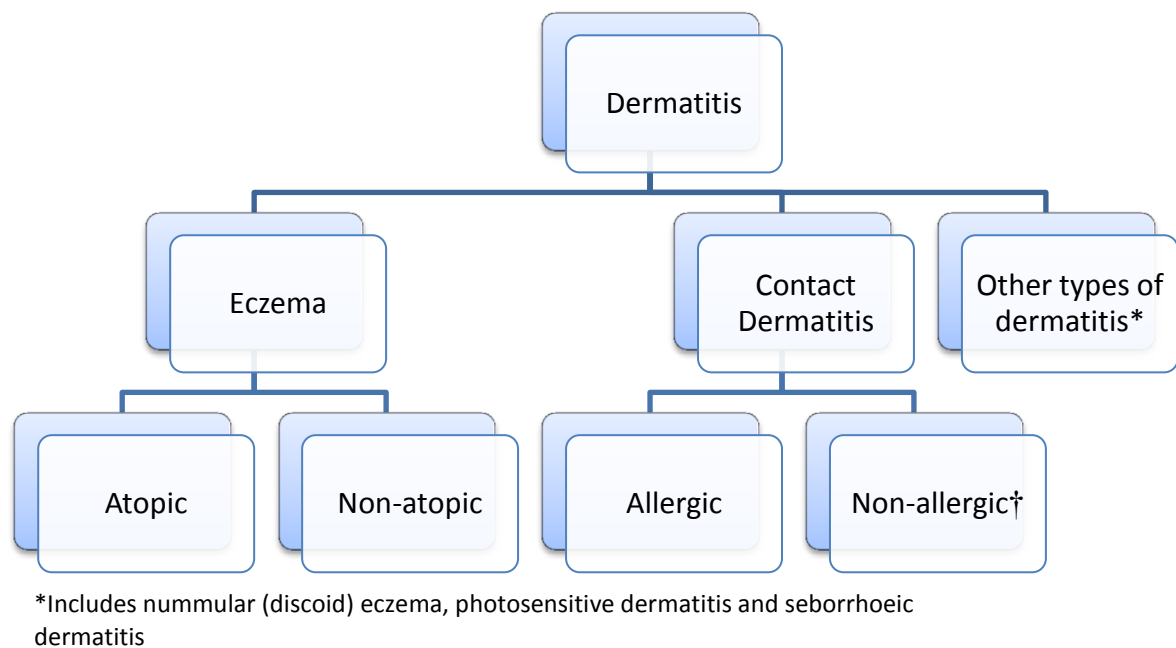 Dermatitis
Eczema
Contact
Dermatitis
Other types of
dermatitis*
Atopic
Non-atopic
Allergic
Non-allergic†
*Includes nummular (discoid) eczema, photosensitive dermatitis and seborrhoeic
dermatitis